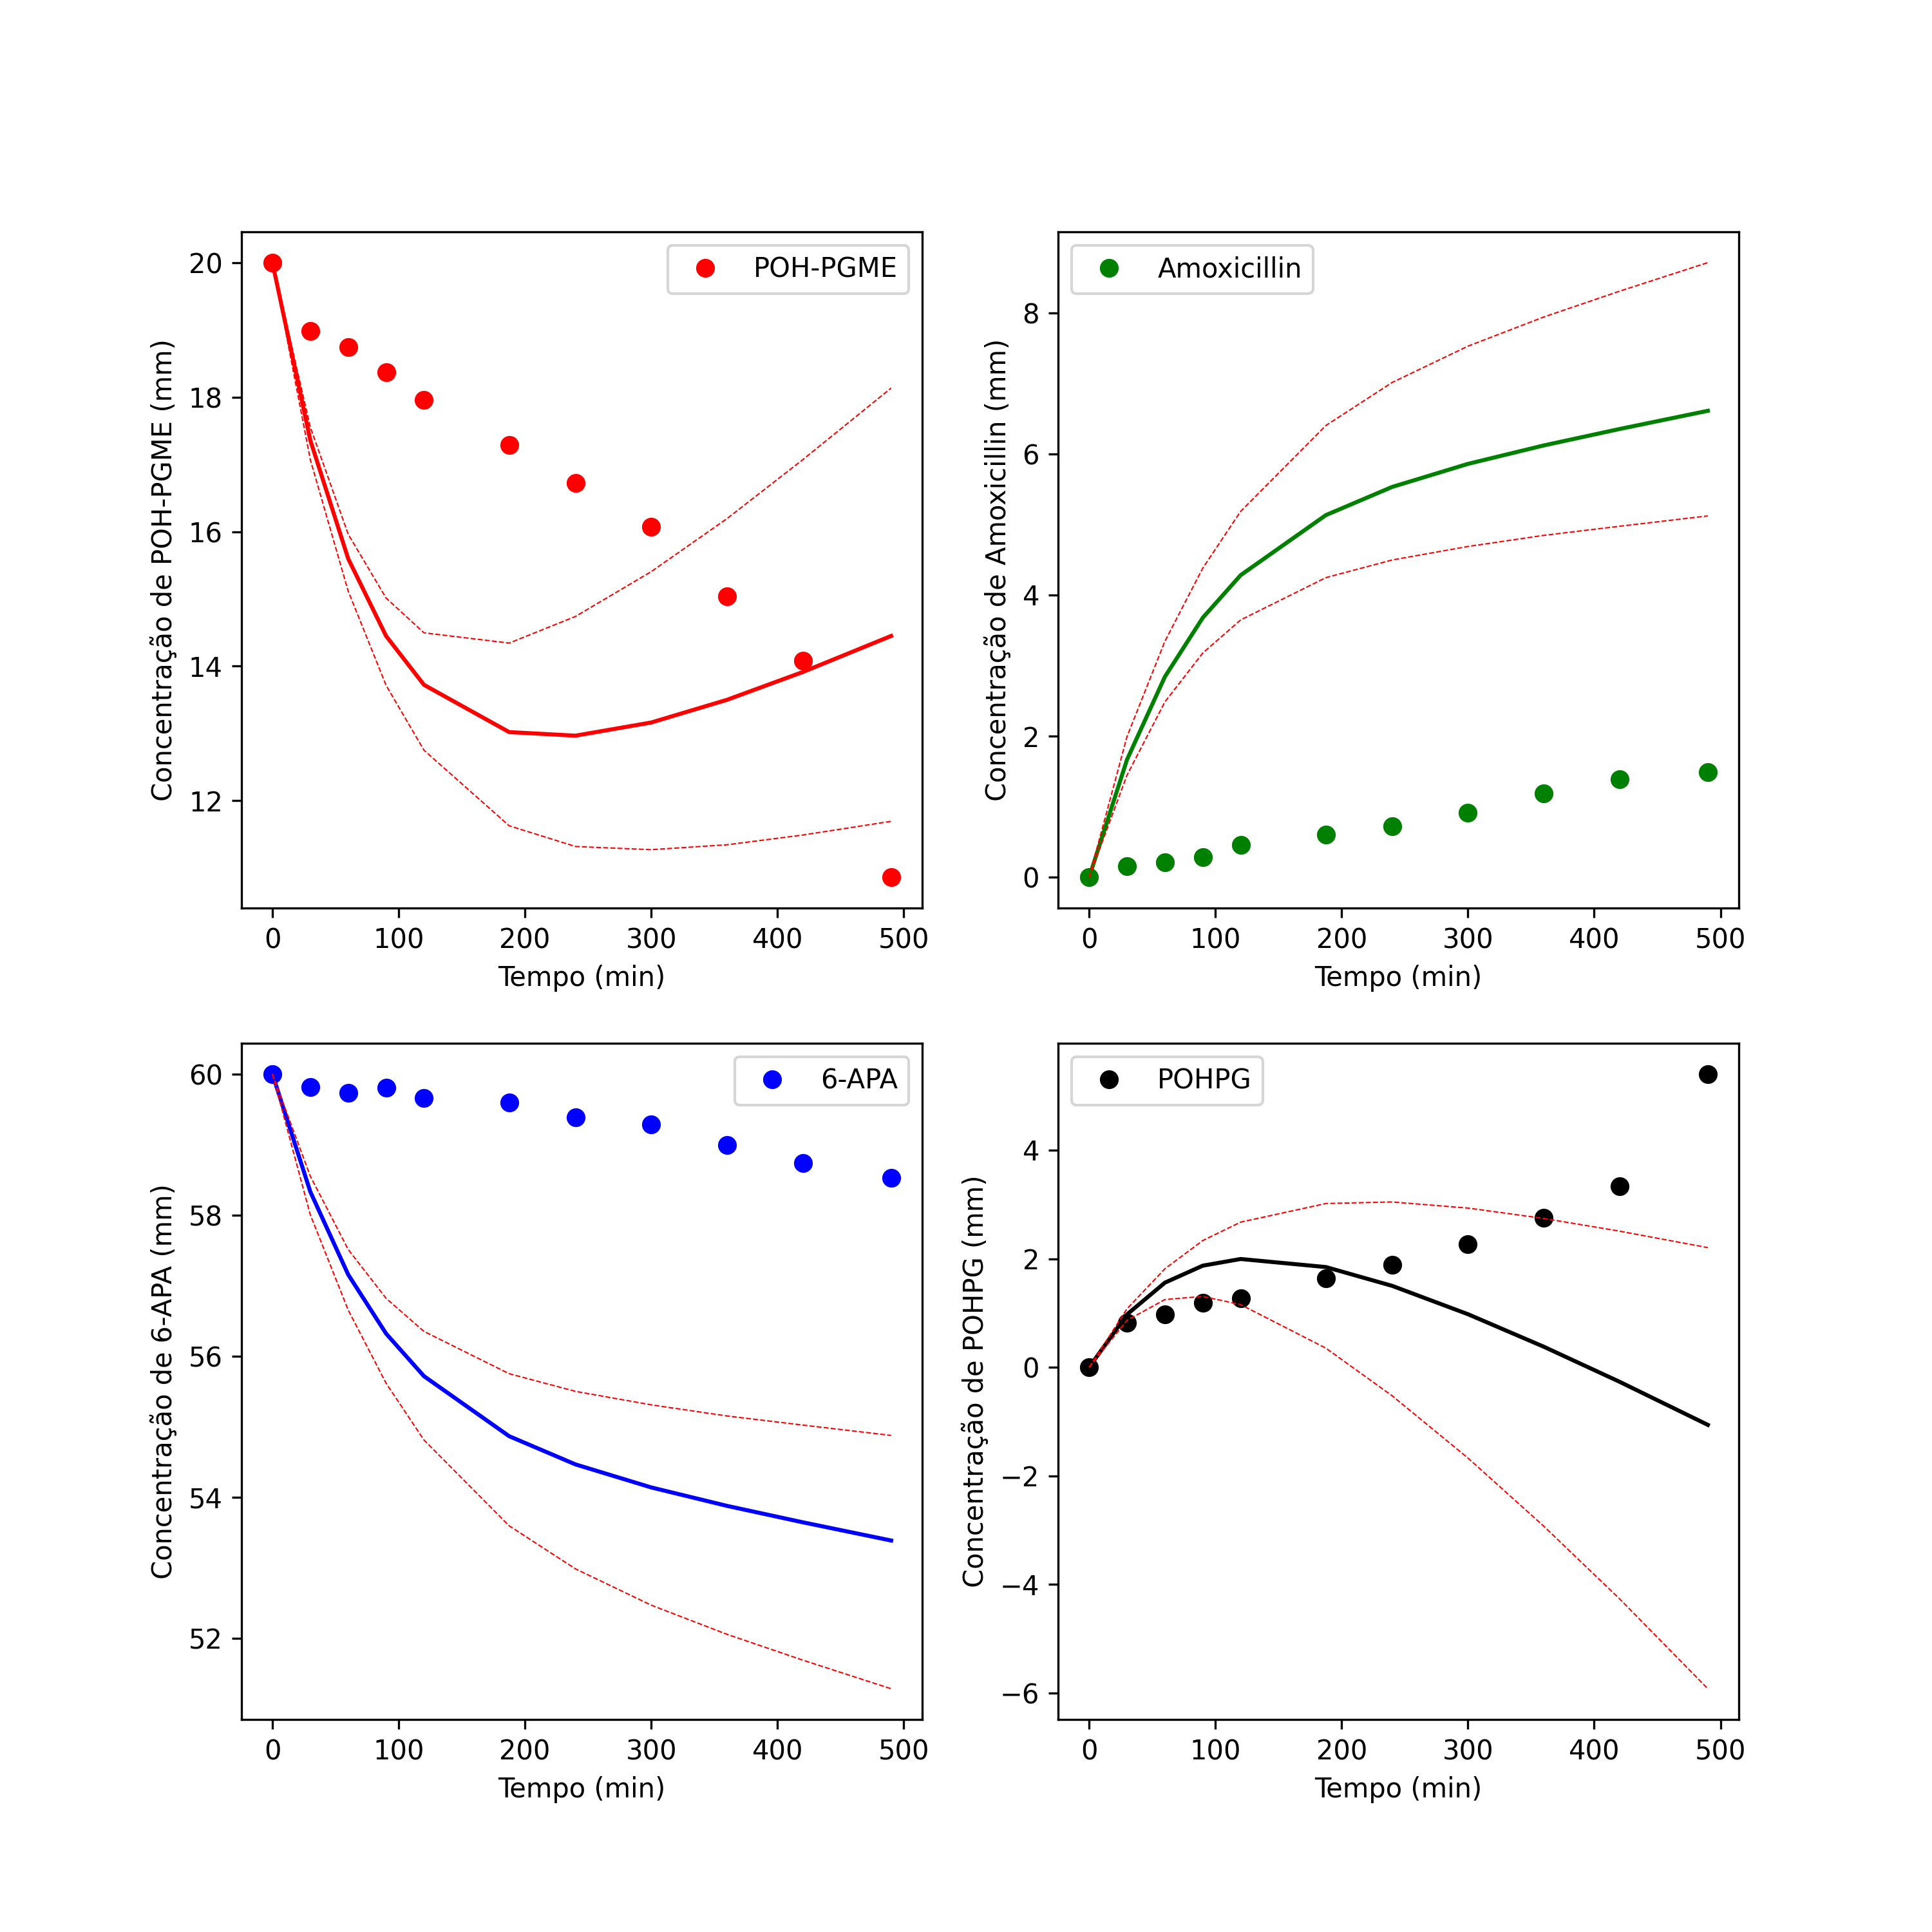 POH-PGME
20
18
16
14
12
Concentração de POH-PGME (mm)
0 100 200 300 400 500
Tempo (min)
Amoxicillin
8
6
4
2
0
Concentração de Amoxicillin (mm)
0 100 200 300 400 500
Tempo (min)
6-APA
60
58
56
54
52
Concentração de 6-APA (mm)
0 100 200 300 400 500
Tempo (min)
POHPG
4
2
0
−2
−4
−6
Concentração de POHPG (mm)
0 100 200 300 400 500
Tempo (min)